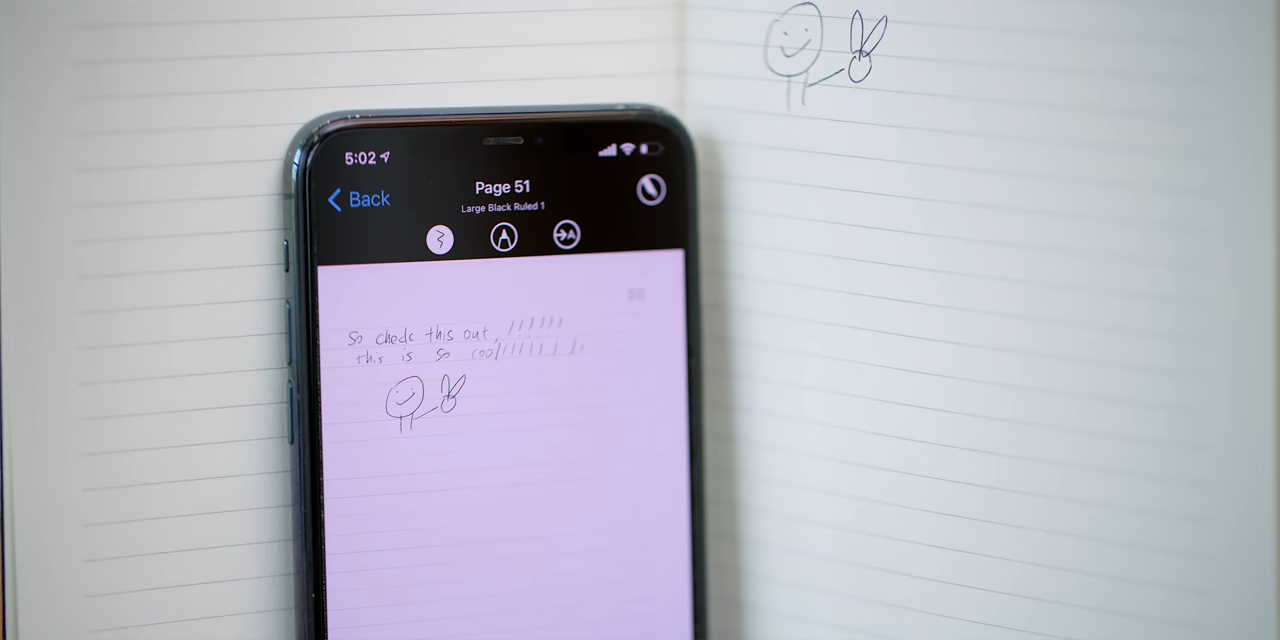 5:02
Back
Page 51
Large Black Ruled 1
So check this out, //////
this is so cool//////// /.